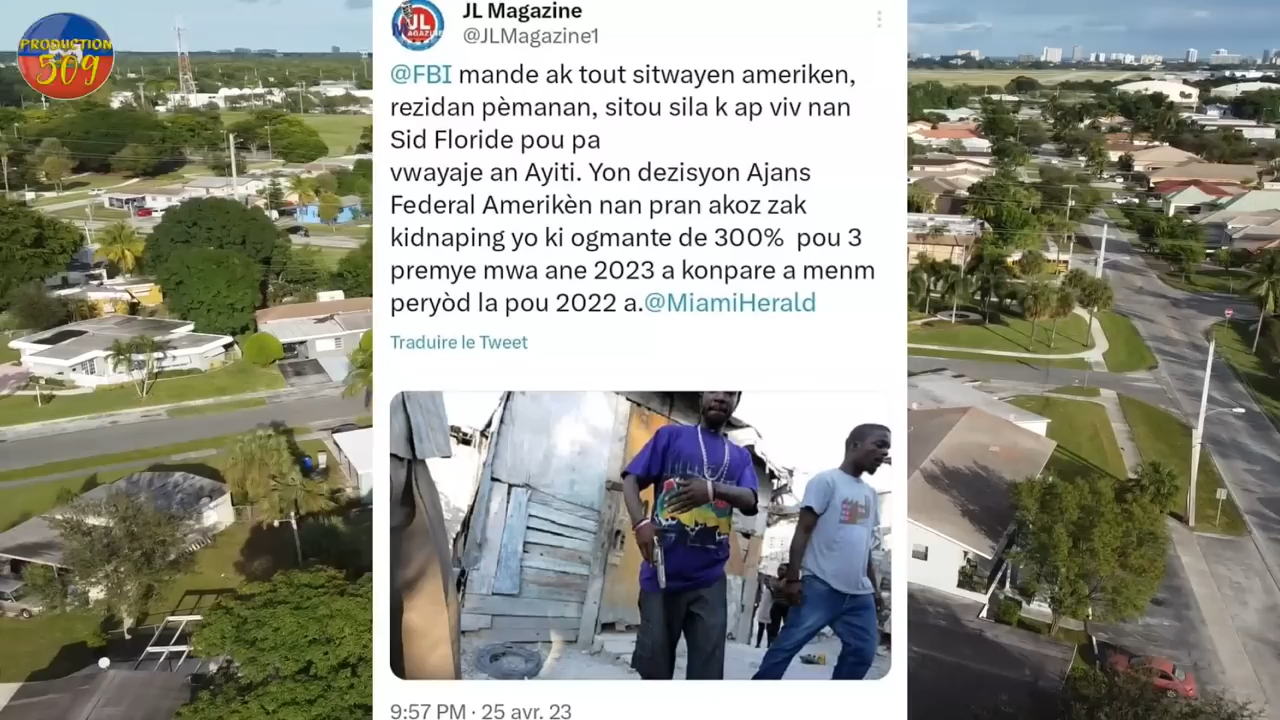 PRODUCTION
509
JL Magazine
@JLMagazine1
@FBI mande ak tout sitwayen ameriken,
rezidan pèmanan, sitou sila k ap viv nan
Sid Floride pou pa
vwayaje an Ayiti. Yon dezisyon Ajans
Federal Amerikèn nan pran akoz zak
kidnaping yo ki ogmante de 300% pou 3
premye mwa ane 2023 a konpare a menm
peryòd la pou 2022 a.@MiamiHerald
Traduire le Tweet
9:57 PM · 25 avr. 23